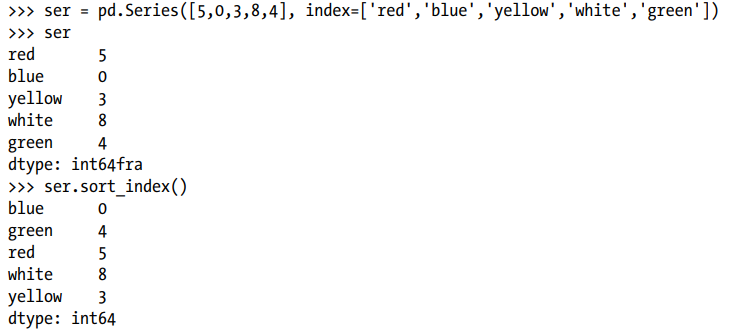 >>> ser = pd.Series([5,0,3,8,4], index=['red','blue','yellow','white','green'])
>>> ser
red 5
blue 0
yellow 3
white 8
green 4
dtype: int64fra
>>> ser.sort_index()
blue 0
green 4
red 5
white 8
yellow 3
dtype: int64